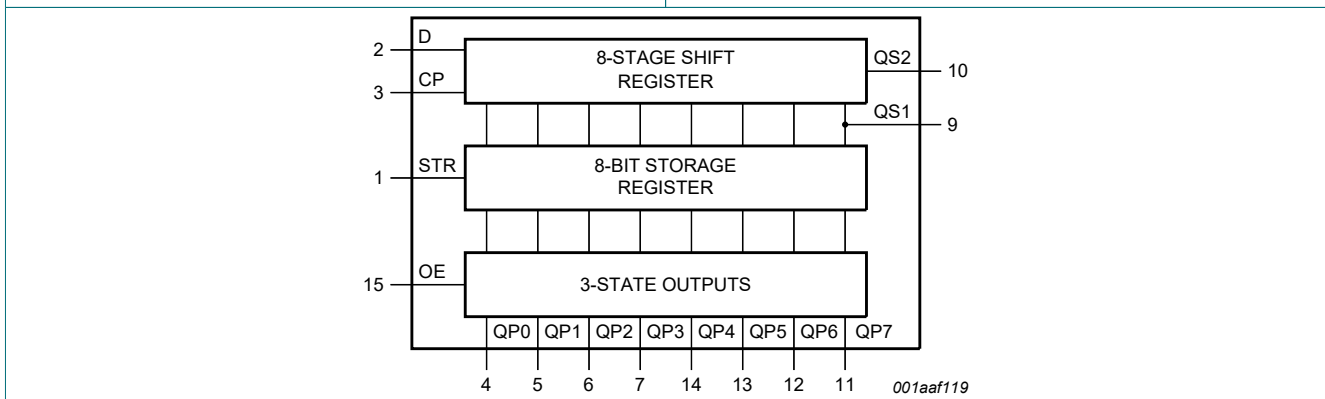 D
2
8-STAGE SHIFT
REGISTER
QS2
10
CP
3
QS1
9
STR
1
8-BIT STORAGE
REGISTER
OE
15
3-STATE OUTPUTS
QP0 QP1 QP2 QP3 QP4 QP5 QP6 QP7
4 5 6 7 14 13 12 11
001aaf119